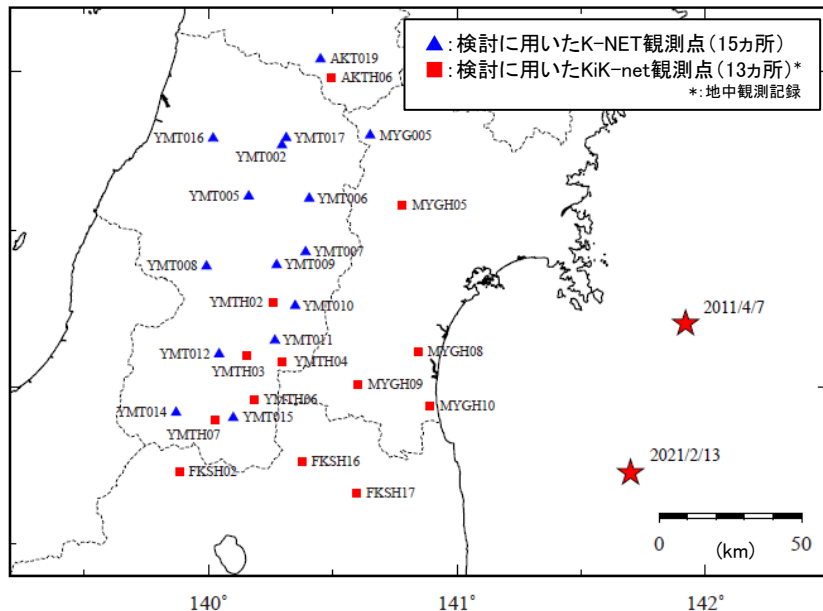 ▲:検討に用いたK-NET観測点(15ヵ所)
■:検討に用いたKiK-net観測点(13ヵ所)*
*:地中観測記録
AKT019
AKTH06
YMT016
YMT017
YMT002
MYG005
YMT005
YMT006
MYGH05
YMT007
YMT008
YMT009
YMTH02
YMT010
2011/4/7
YMT011
YMT012
YMTH03
YMTH04
MYGH08
MYGH09
YMTH06
MYGH10
YMT014
YMT015
YMTH07
2021/2/13
FKSH02
FKSH16
FKSH17
0 (km) 50
140° 141° 142°